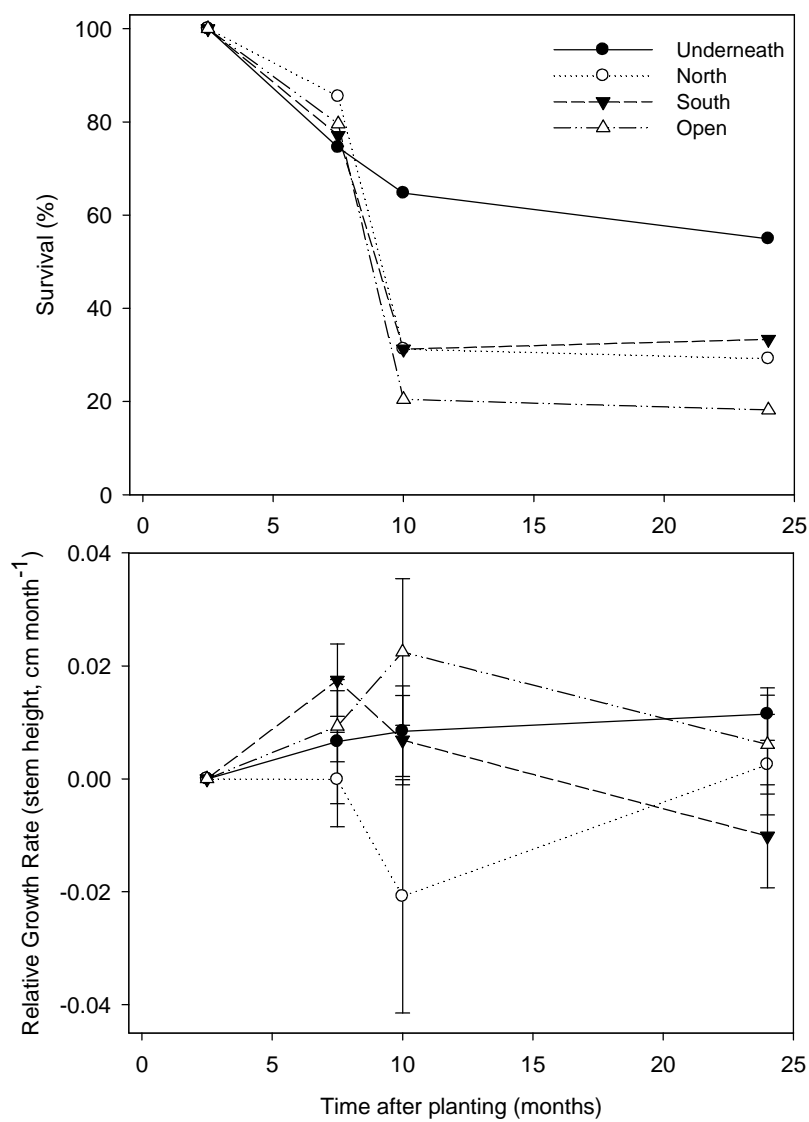 100
80
60
40
20
0
Survival (%)
Underneath
North
South
Open
0 5 10 15 20 25
0.04
0.02
0.00
-0.02
-0.04
Relative Growth Rate (stem height, cm month⁻¹)
0 5 10 15 20 25
Time after planting (months)